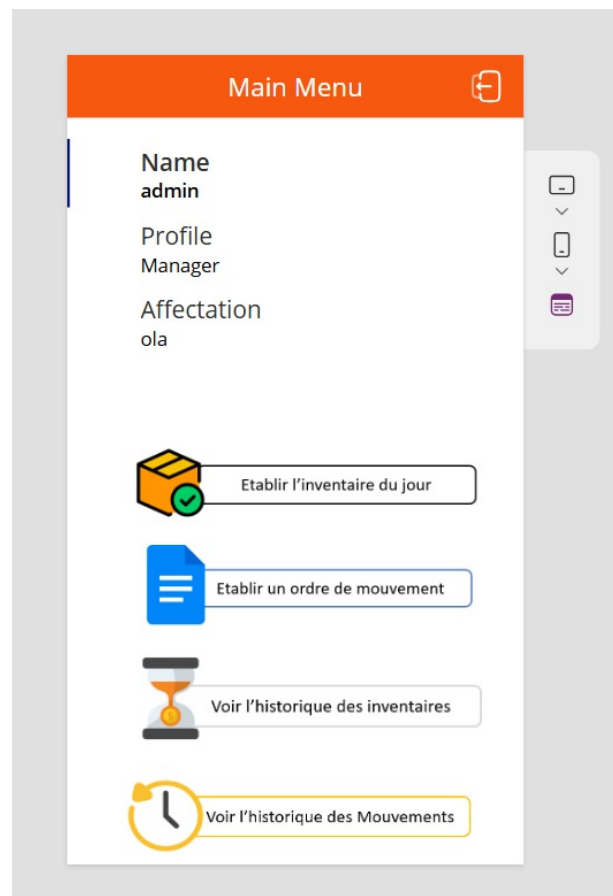 Main Menu
Name
admin
Profile
Manager
Affectation
ola
Etablir l'inventaire du jour
Etablir un ordre de mouvement
Voir l'historique des inventaires
Voir l'historique des Mouvements